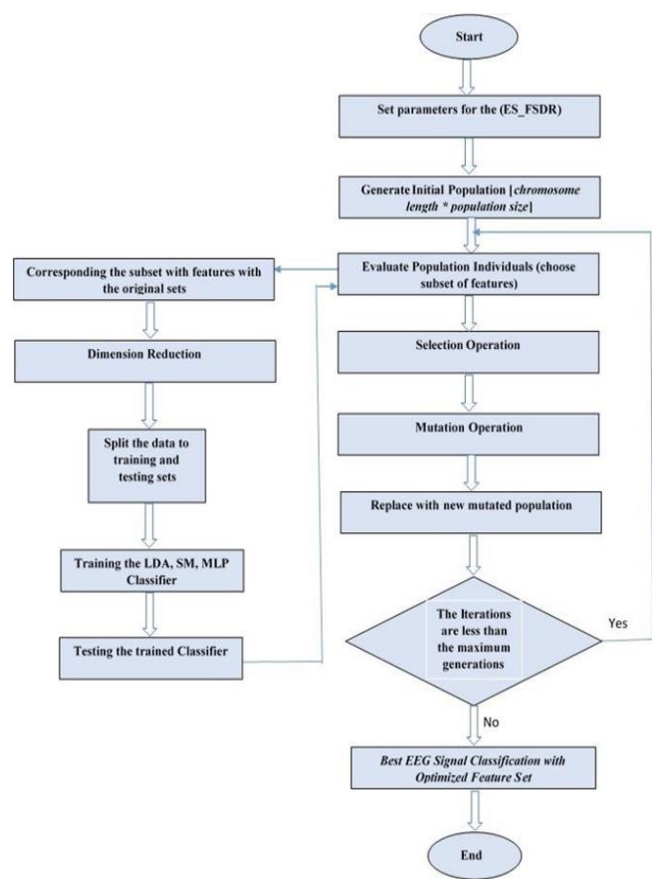 Start
Set parameters for the (ES_FSDR)
Generate Initial Population [chromosome
length * population size]
Evaluate Population Individuals (choose
subset of features)
Corresponding the subset with features with
the original sets
Dimension Reduction
Split the data to
training and
testing sets
Training the LDA, SM, MLP
Classifier
Testing the trained Classifier
Selection Operation
Mutation Operation
Replace with new mutated population
The Iterations
are less than
the maximum
generations
Yes
No
Best EEG Signal Classification with
Optimized Feature Set
End